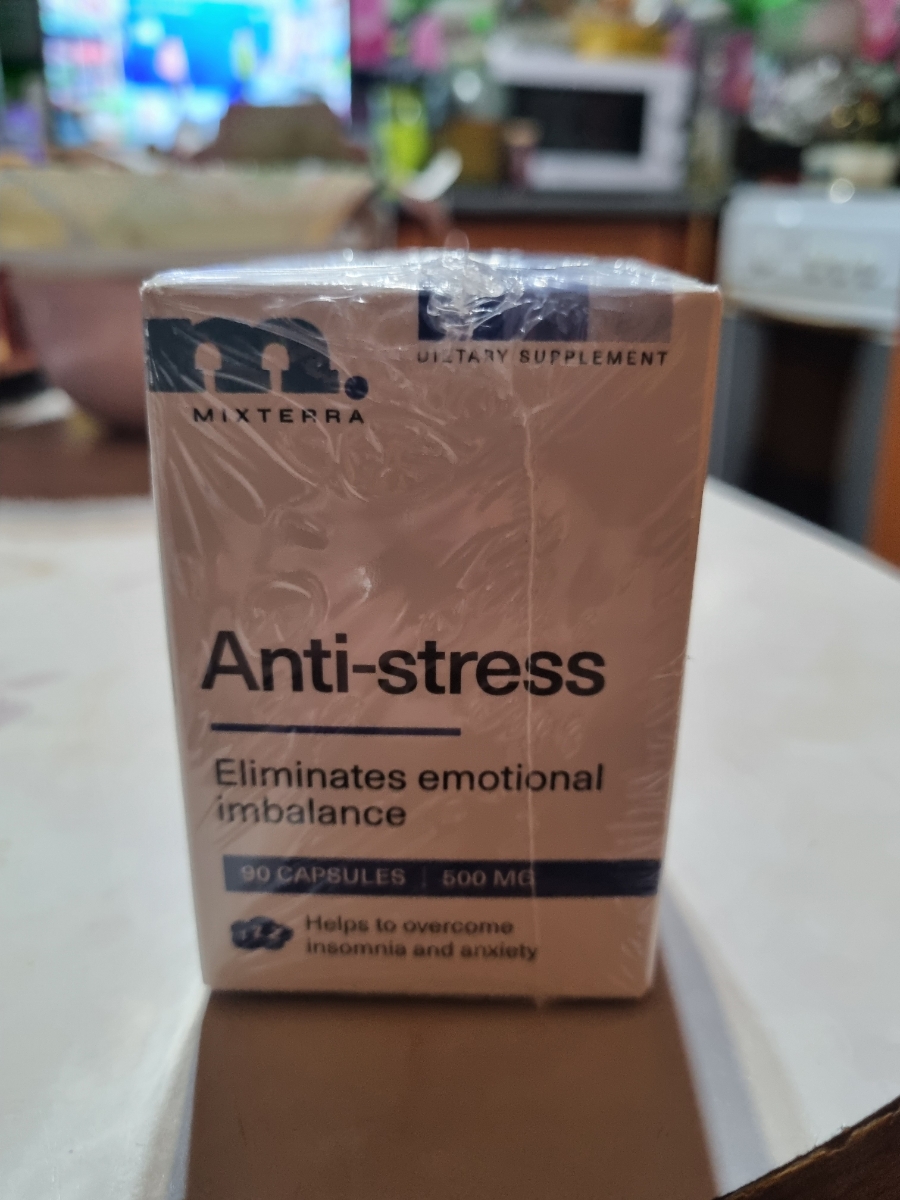 m.
MIXTERRA
DIETARY SUPPLEMENT
Anti-stress
Eliminates emotional
imbalance
90 CAPSULES | 500 MG
Helps to overcome
insomnia and anxiety